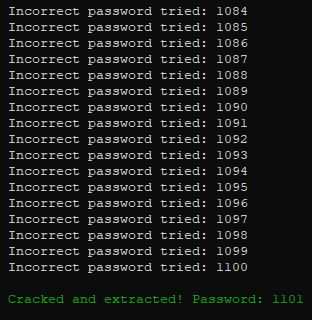 Incorrect password tried: 1084
Incorrect password tried: 1085
Incorrect password tried: 1086
Incorrect password tried: 1087
Incorrect password tried: 1088
Incorrect password tried: 1089
Incorrect password tried: 1090
Incorrect password tried: 1091
Incorrect password tried: 1092
Incorrect password tried: 1093
Incorrect password tried: 1094
Incorrect password tried: 1095
Incorrect password tried: 1096
Incorrect password tried: 1097
Incorrect password tried: 1098
Incorrect password tried: 1099
Incorrect password tried: 1100
Cracked and extracted! Password: 1101